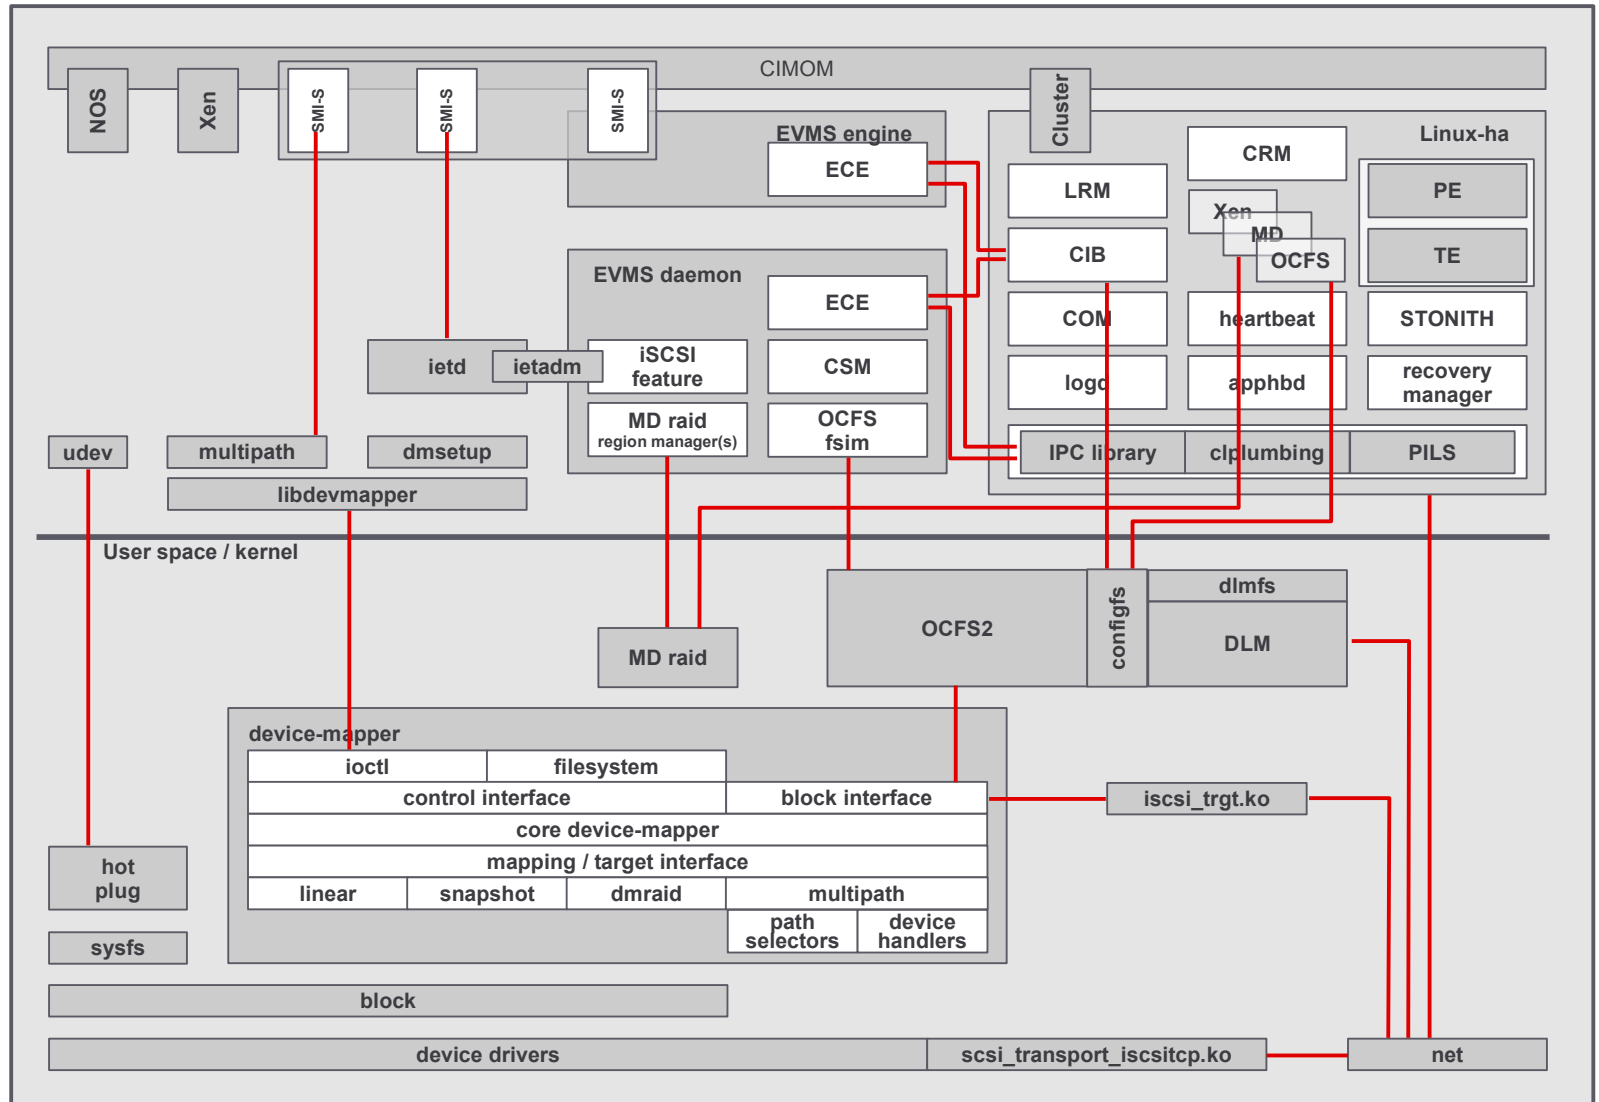 CIMOM
NOS
Xen
SMI-S
SMI-S
SMI-S
Cluster
EVMS engine
ECE
Linux-ha
CRM
LRM
PE
Xen
MD
OCFS
CIB
TE
EVMS daemon
ECE
COM
heartbeat
STONITH
ietd
ietadm
iSCSI
feature
CSM
logd
apphbd
recovery
manager
MD raid
region manager(s)
OCFS
fsim
udev
multipath
dmsetup
IPC library
clplumbing
PILS
libdevmapper
User space / kernel
OCFS2
configfs
dlmfs
DLM
MD raid
device-mapper
ioctl
filesystem
control interface
block interface
iscsi_trgt.ko
core device-mapper
mapping / target interface
hot
plug
linear
snapshot
dmraid
multipath
path
selectors
device
handlers
sysfs
block
device drivers
scsi_transport_iscsitcp.ko
net